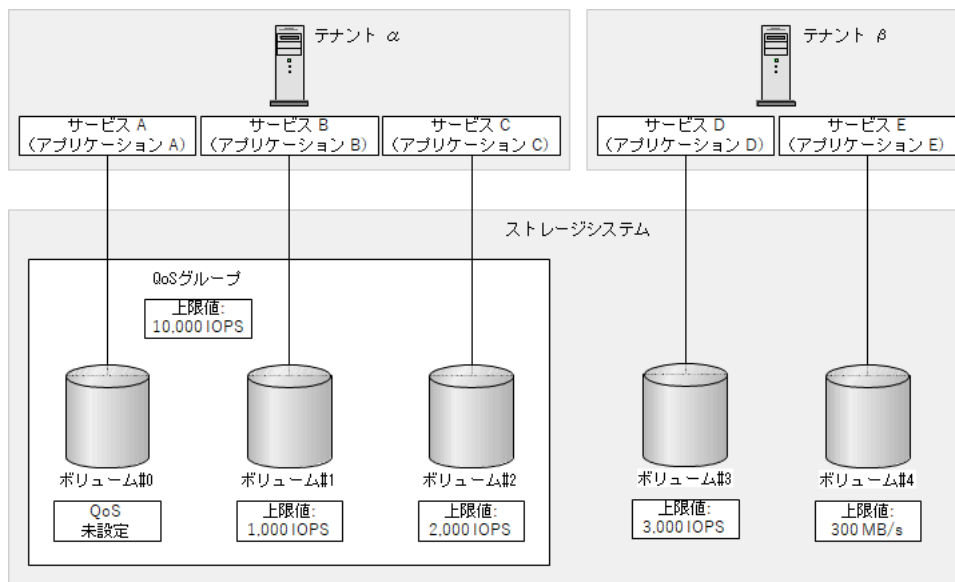 テナント α
テナント β
サービス A
(アプリケーション A)
サービス B
(アプリケーション B)
サービス C
(アプリケーション C)
サービス D
(アプリケーション D)
サービス E
(アプリケーション E)
ストレージシステム
QoSグループ
上限値:
10,000 IOPS
ボリューム#0
ボリューム#1
ボリューム#2
ボリューム#3
ボリューム#4
QoS
未設定
上限値:
1,000 IOPS
上限値:
2,000 IOPS
上限値:
3,000 IOPS
上限値:
300 MB/s